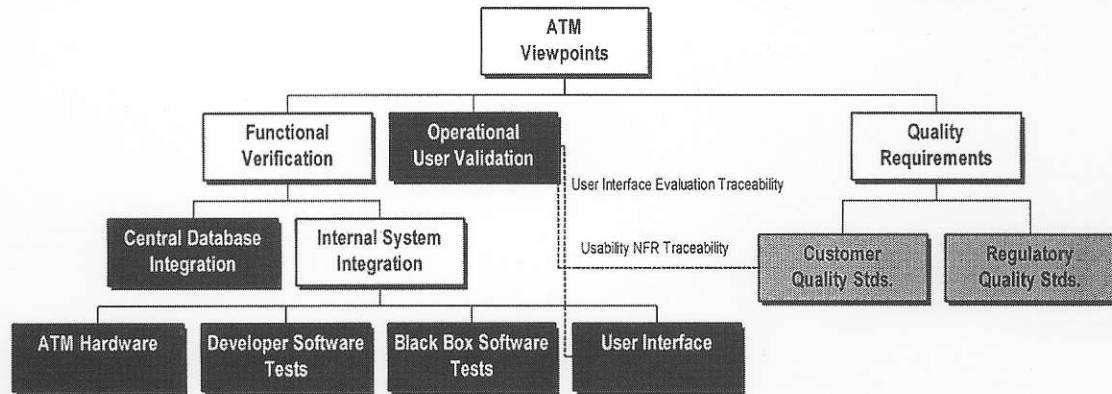 ATM
Viewpoints
Functional
Verification
Operational
User Validation
Quality
Requirements
User Interface Evaluation Traceability
Central Database
Integration
Internal System
Integration
Usability NFR Traceability
Customer
Quality Stds.
Regulatory
Quality Stds.
ATM Hardware
Developer Software
Tests
Black Box Software
Tests
User Interface